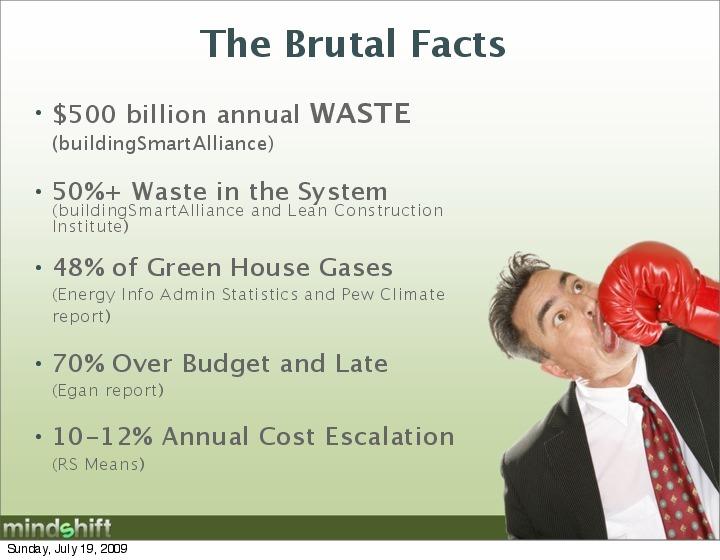 The Brutal Facts
• $500 billion annual WASTE
(buildingSmartAlliance)
• 50%+ Waste in the System
(buildingSmartAlliance and Lean Construction
Institute)
• 48% of Green House Gases
(Energy Info Admin Statistics and Pew Climate
report)
• 70% Over Budget and Late
(Egan report)
• 10-12% Annual Cost Escalation
(RS Means)
mindshift
Sunday, July 19, 2009